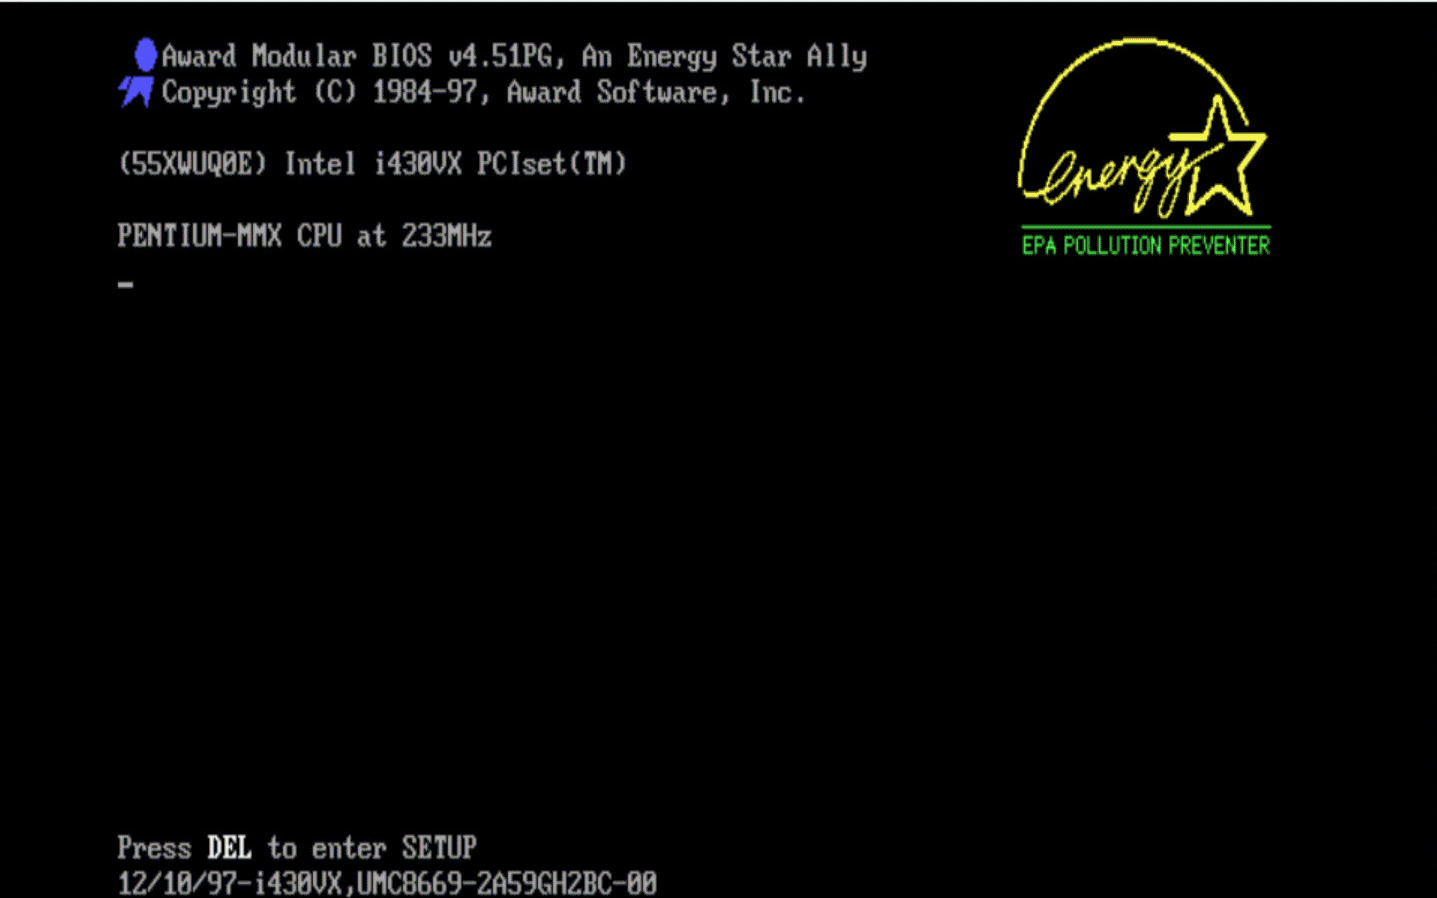 Award Modular BIOS v4.51PG, An Energy Star Ally
Copyright (C) 1984-97, Award Software, Inc.
(55XWUQ0E) Intel i430VX PCIset(TM)
PENTIUM-MMX CPU at 233MHz
energy
EPA POLLUTION PREVENTER
Press DEL to enter SETUP
12/10/97-i430VX,UMC8669-2A59GH2BC-00